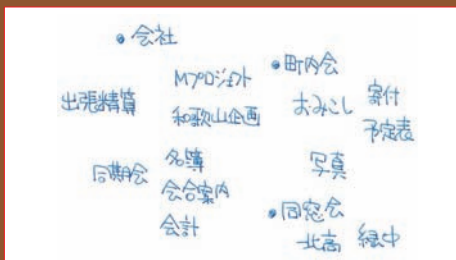 ・会社
Mプロジェクト
出張精算
和歌山企画
同期会
名簿
会合案内
会計
・町内会
おみこし
寄付
予定表
写真
・同窓会
北高 緑中